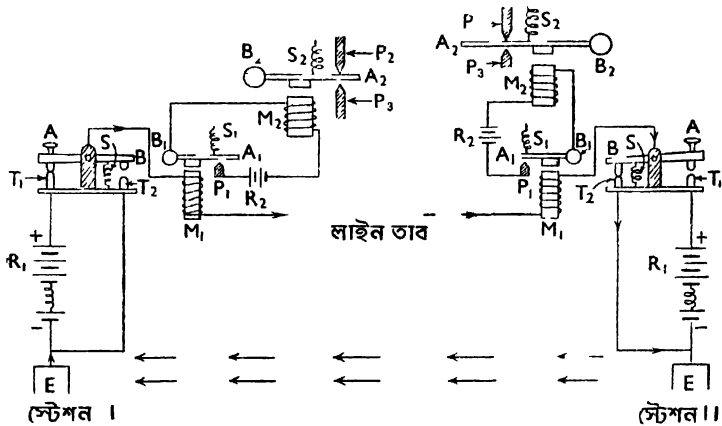 P
S₂
A₂
P₃
B₂
M₂
B₂
S₂
P₂
A₂
P₃
M₂
R₂
A
B₁
S₁
A₁
S
B
T₁
T₂
P₁
R₂
M₁
লাইন তাব
S₁
B₁
A₁
P₁
M₁
B
S
A
T₂
T₁
+
R₁
−
+
R₁
−
E
E
স্টেশন I
স্টেশন II